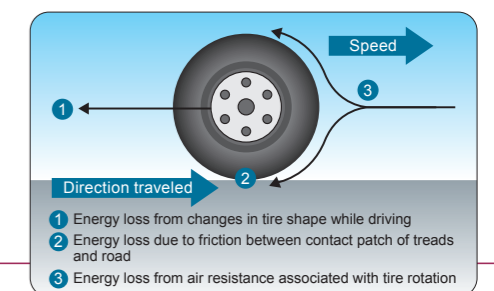 Speed
3
1
2
Direction traveled
1 Energy loss from changes in tire shape while driving
2 Energy loss due to friction between contact patch of treads
and road
3 Energy loss from air resistance associated with tire rotation